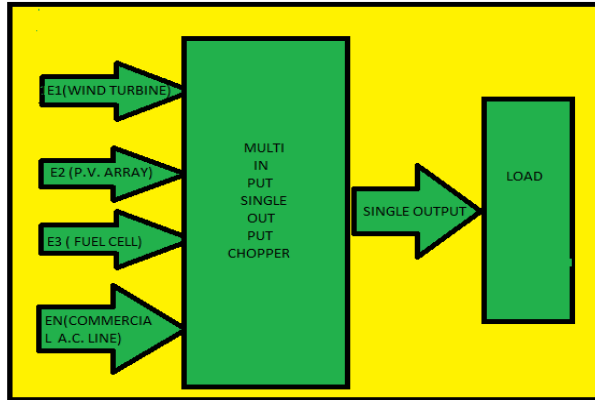 E1(WIND TURBINE)
E2 (P.V. ARRAY)
E3 ( FUEL CELL)
EN(COMMERCIA
L A.C. LINE)
MULTI
IN
PUT
SINGLE
OUT
PUT
CHOPPER
SINGLE OUTPUT
LOAD